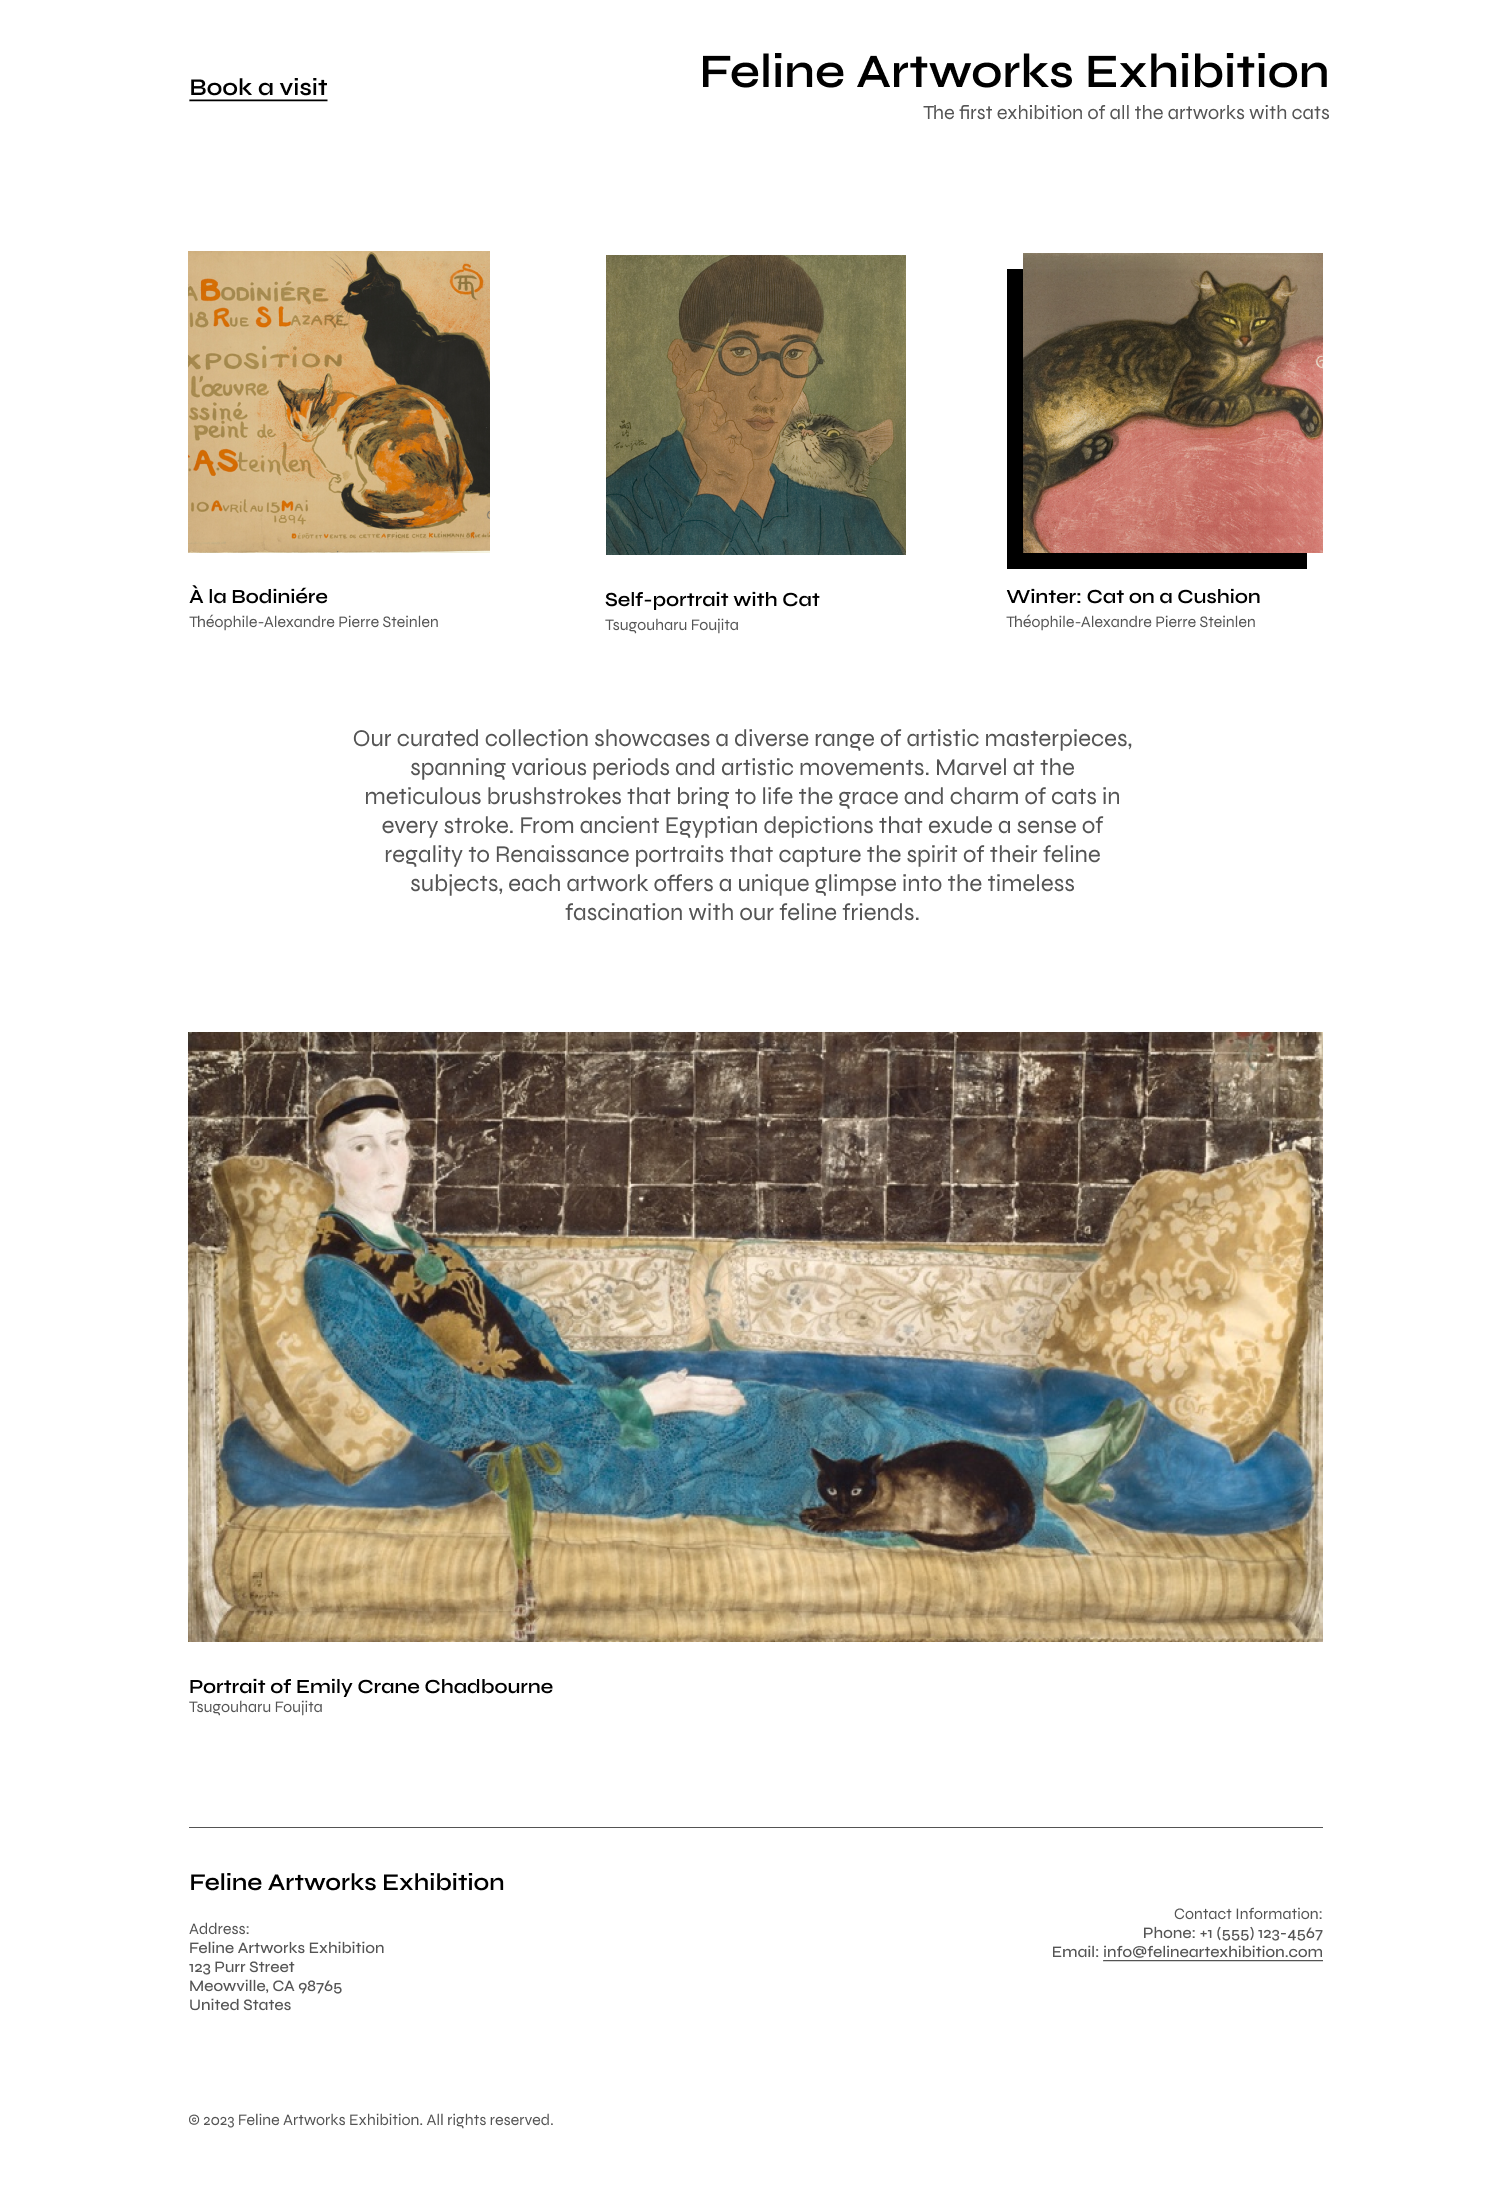 Book a visit
Feline Artworks Exhibition
The first exhibition of all the artworks with cats
BODINIÉRE
18 RUE St LAZARE
XPOSITION
l'œuvre
ssiné
peint de
ASteinlen
10 Avril au 15 Mai
1894
À la Bodiniére
Théophile-Alexandre Pierre Steinlen
Self-portrait with Cat
Tsugouharu Foujita
Winter: Cat on a Cushion
Théophile-Alexandre Pierre Steinlen
Our curated collection showcases a diverse range of artistic masterpieces,
spanning various periods and artistic movements. Marvel at the
meticulous brushstrokes that bring to life the grace and charm of cats in
every stroke. From ancient Egyptian depictions that exude a sense of
regality to Renaissance portraits that capture the spirit of their feline
subjects, each artwork offers a unique glimpse into the timeless
fascination with our feline friends.
Portrait of Emily Crane Chadbourne
Tsugouharu Foujita
Feline Artworks Exhibition
Address:
Feline Artworks Exhibition
123 Purr Street
Meowville, CA 98765
United States
Contact Information:
Phone: +1 (555) 123-4567
Email: info@felineartexhibition.com
© 2023 Feline Artworks Exhibition. All rights reserved.